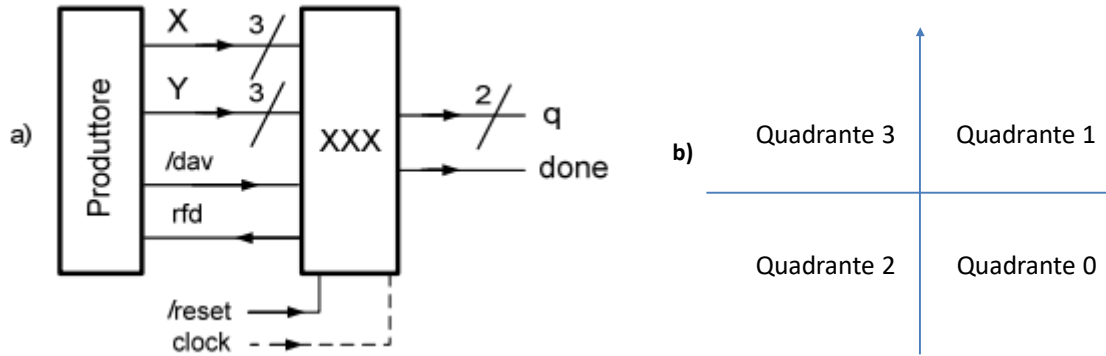 a)
Produttore
X
3
Y
3
/dav
rfd
XXX
2
q
done
/reset
clock
b)
Quadrante 3
Quadrante 1
Quadrante 2
Quadrante 0